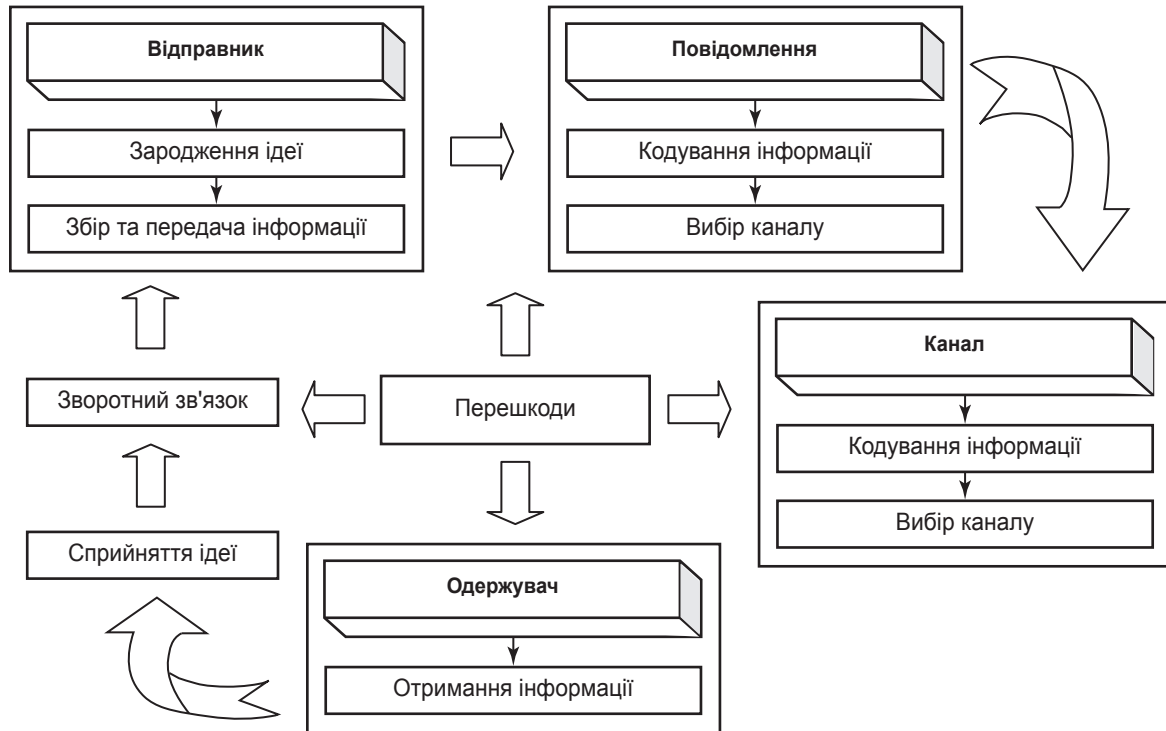 Відправник
Зародження ідеї
Збір та передача інформації
Повідомлення
Кодування інформації
Вибір каналу
Канал
Кодування інформації
Вибір каналу
Перешкоди
Зворотний зв'язок
Сприйняття ідеї
Одержувач
Отримання інформації